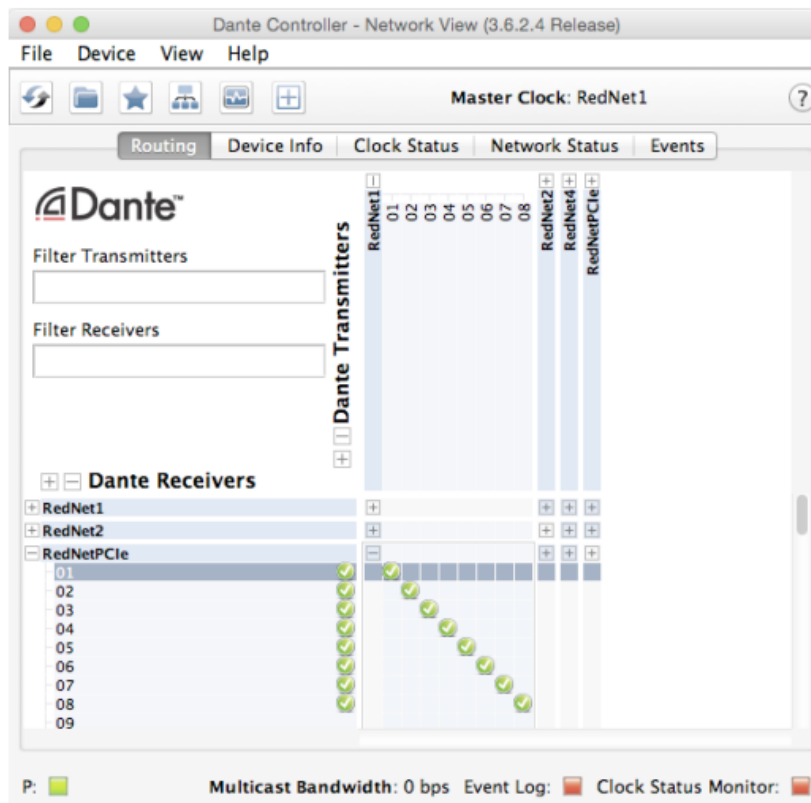 Dante Controller - Network View (3.6.2.4 Release)
File Device View Help
Master Clock: RedNet1
?
Routing Device Info Clock Status Network Status Events
Dante™
Filter Transmitters
Filter Receivers
Dante Transmitters
RedNet1
01
02
03
04
05
06
07
08
RedNet2
RedNet4
RedNetPCIe
Dante Receivers
RedNet1
RedNet2
RedNetPCIe
01
02
03
04
05
06
07
08
09
P: Multicast Bandwidth: 0 bps Event Log: Clock Status Monitor: